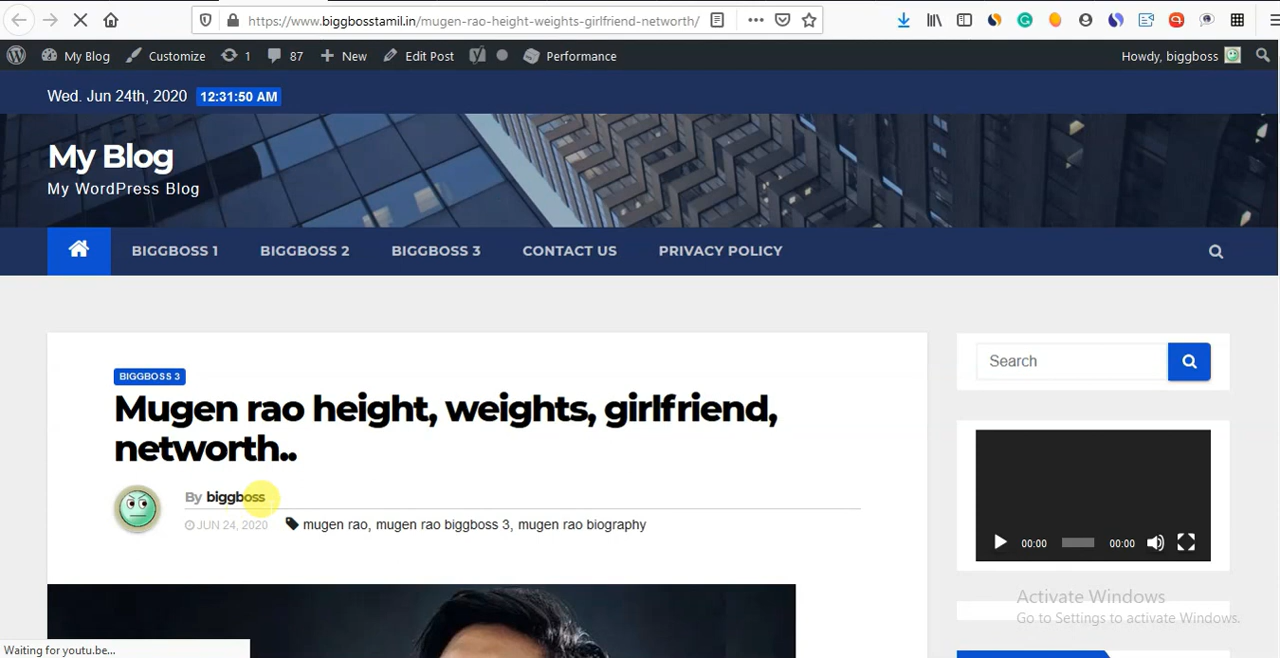 https://www.biggbosstamil.in/mugen-rao-height-weights-girlfriend-networth/
My Blog Customize 1 87 New Edit Post Performance Howdy, biggboss
Wed. Jun 24th, 2020 12:31:50 AM
My Blog
My WordPress Blog
BIGGBOSS 1 BIGGBOSS 2 BIGGBOSS 3 CONTACT US PRIVACY POLICY
BIGGBOSS 3
Mugen rao height, weights, girlfriend,
networth..
By biggboss
JUN 24, 2020 mugen rao, mugen rao biggboss 3, mugen rao biography
Search
00:00 00:00
Activate Windows
Go to Settings to activate Windows.
Waiting for youtu.be...